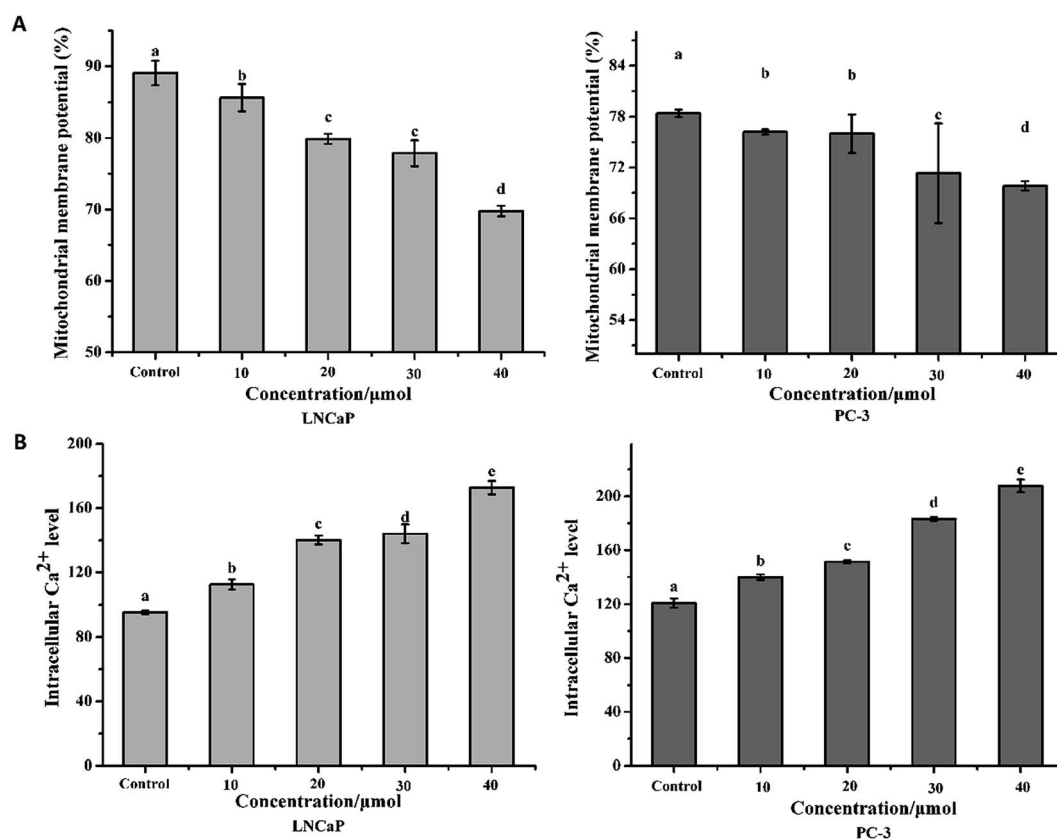 A
Mitochondrial membrane potential (%)
90
80
70
60
50
a
b
c
c
d
Control
10
20
30
40
Concentration/μmol
LNCaP
Mitochondrial membrane potential (%)
84
78
72
66
60
54
a
b
b
c
d
Control
10
20
30
40
Concentration/μmol
PC-3
B
Intracellular Ca2+ level
200
160
120
80
40
0
a
b
c
d
e
Control
10
20
30
40
Concentration/μmol
LNCaP
Intracellular Ca2+ level
200
160
120
80
40
0
a
b
c
d
e
Control
10
20
30
40
Concentration/μmol
PC-3